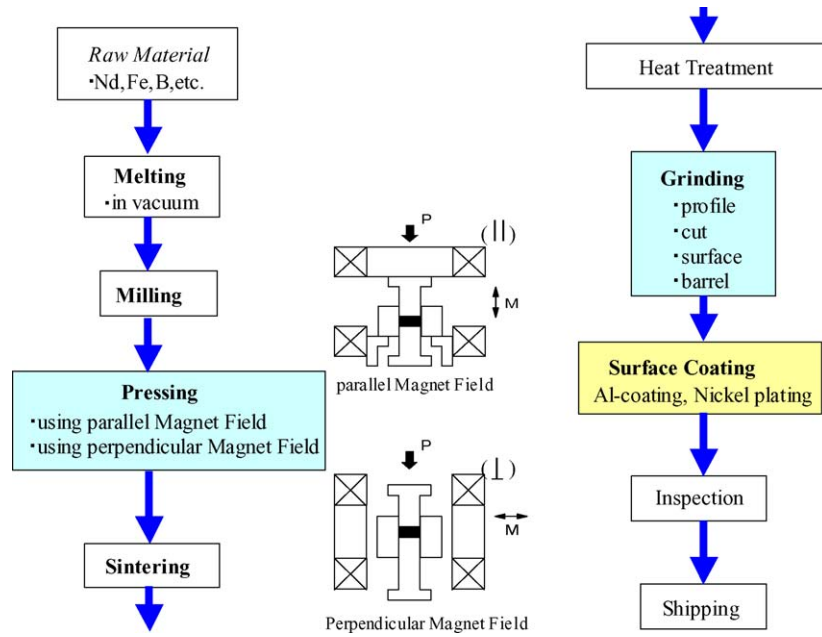 Raw Material
·Nd,Fe,B,etc.
Melting
·in vacuum
Milling
Pressing
·using parallel Magnet Field
·using perpendicular Magnet Field
Sintering
P
(||)
M
parallel Magnet Field
P
(⊥)
M
Perpendicular Magnet Field
Heat Treatment
Grinding
·profile
·cut
·surface
·barrel
Surface Coating
Al-coating, Nickel plating
Inspection
Shipping